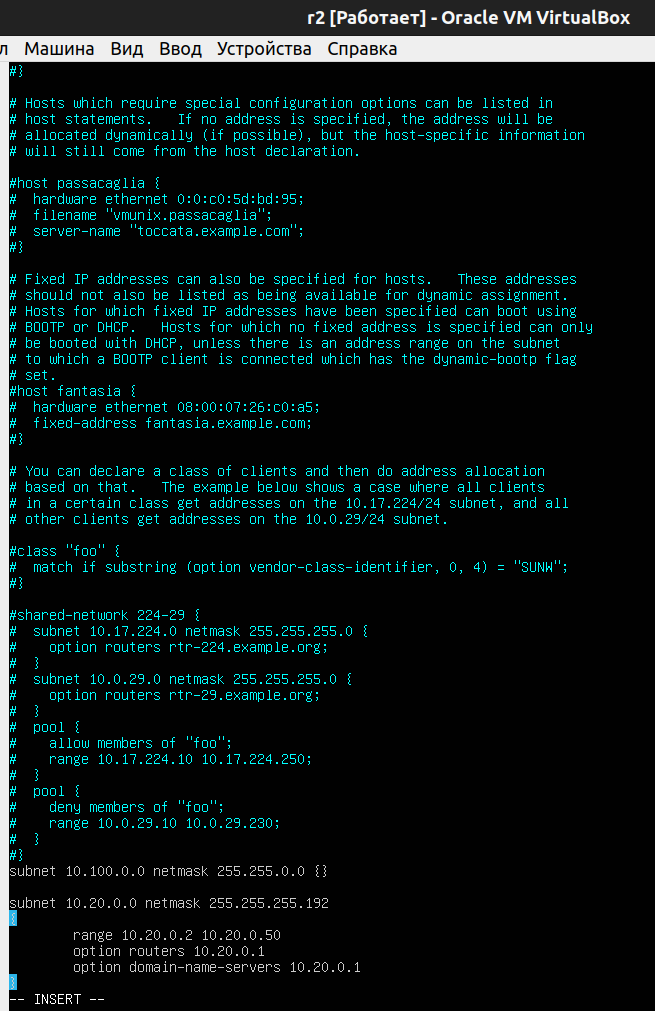 r2 [Работает] - Oracle VM VirtualBox
л Машина Вид Ввод Устройства Справка
#}
# Hosts which require special configuration options can be listed in
# host statements.   If no address is specified, the address will be
# allocated dynamically (if possible), but the host-specific information
# will still come from the host declaration.
#host passacaglia {
#  hardware ethernet 0:0:c0:5d:bd:95;
#  filename "vmunix.passacaglia";
#  server-name "toccata.example.com";
#}
# Fixed IP addresses can also be specified for hosts.   These addresses
# should not also be listed as being available for dynamic assignment.
# Hosts for which fixed IP addresses have been specified can boot using
# BOOTP or DHCP.   Hosts for which no fixed address is specified can only
# be booted with DHCP, unless there is an address range on the subnet
# to which a BOOTP client is connected which has the dynamic-bootp flag
# set.
#host fantasia {
#  hardware ethernet 08:00:07:26:c0:a5;
#  fixed-address fantasia.example.com;
#}
# You can declare a class of clients and then do address allocation
# based on that.   The example below shows a case where all clients
# in a certain class get addresses on the 10.17.224/24 subnet, and all
# other clients get addresses on the 10.0.29/24 subnet.
#class "foo" {
#  match if substring (option vendor-class-identifier, 0, 4) = "SUNW";
#}
#shared-network 224-29 {
#  subnet 10.17.224.0 netmask 255.255.255.0 {
#    option routers rtr-224.example.org;
#  }
#  subnet 10.0.29.0 netmask 255.255.255.0 {
#    option routers rtr-29.example.org;
#  }
#  pool {
#    allow members of "foo";
#    range 10.17.224.10 10.17.224.250;
#  }
#  pool {
#    deny members of "foo";
#    range 10.0.29.10 10.0.29.230;
#  }
#}
subnet 10.100.0.0 netmask 255.255.0.0 {}
subnet 10.20.0.0 netmask 255.255.255.192
{
        range 10.20.0.2 10.20.0.50
        option routers 10.20.0.1
        option domain-name-servers 10.20.0.1
}
-- INSERT --